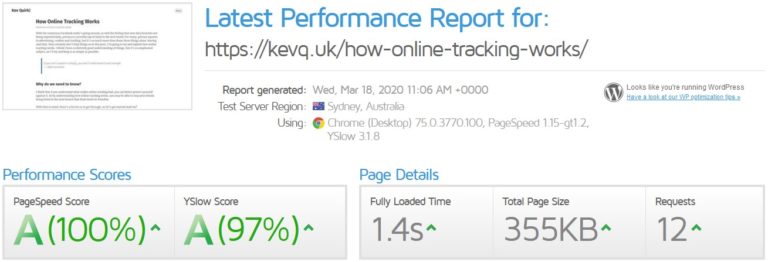 Kev Quirk!
How Online Tracking Works
Why do we need to know?
Latest Performance Report for:
https://kevq.uk/how-online-tracking-works/
Report generated: Wed, Mar 18, 2020 11:06 AM +0000
Test Server Region: Sydney, Australia
Using: Chrome (Desktop) 75.0.3770.100, PageSpeed 1.15-gt1.2,
YSlow 3.1.8
Looks like you're running WordPress
Have a look at our WP optimization tips »
Performance Scores
PageSpeed Score
A (100%)
YSlow Score
A (97%)
Page Details
Fully Loaded Time
1.4s
Total Page Size
355KB
Requests
12